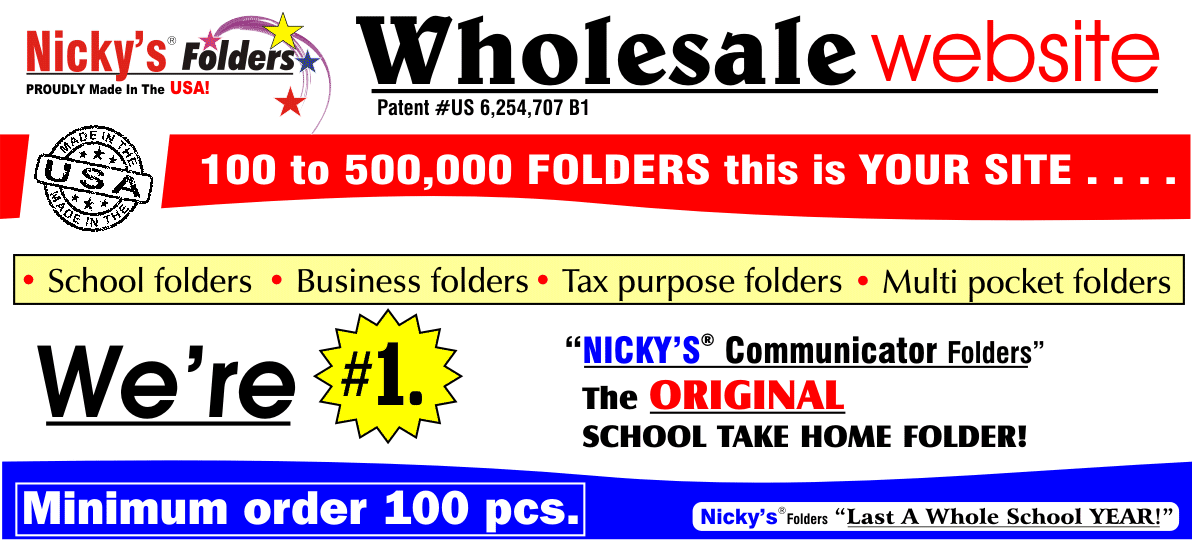 Nicky's® Folders
PROUDLY Made In The USA!
Wholesale website
Patent #US 6,254,707 B1
MADE IN THE
USA
MADE IN THE
100 to 500,000 FOLDERS this is YOUR SITE . . . .
• School folders • Business folders • Tax purpose folders • Multi pocket folders
We're #1.
“NICKY'S® Communicator Folders”
The ORIGINAL
SCHOOL TAKE HOME FOLDER!
Minimum order 100 pcs.
Nicky's® Folders “Last A Whole School YEAR!”